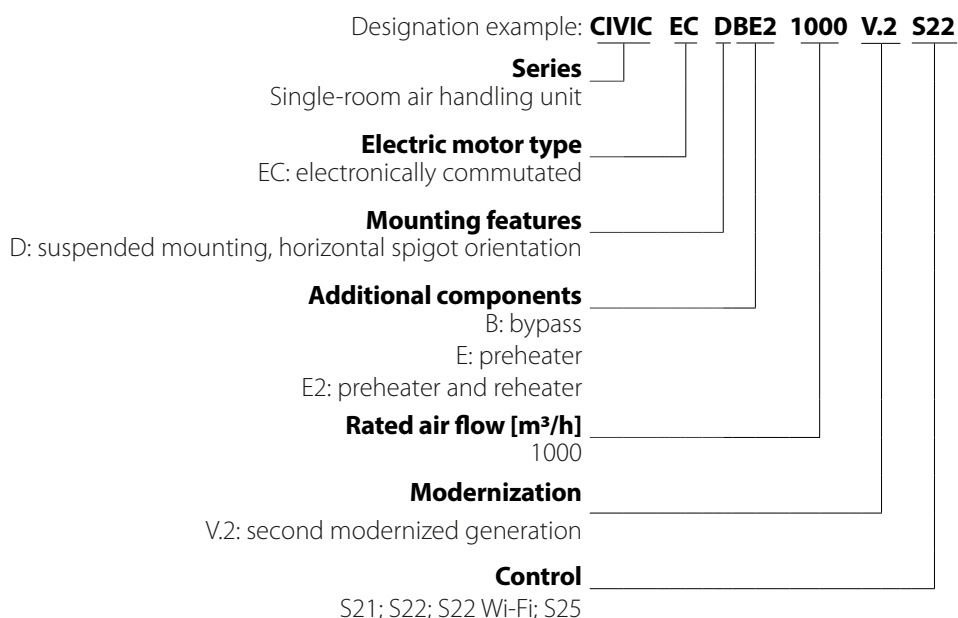 Designation example: CIVIC EC DBE2 1000 V.2 S22
Series
Single-room air handling unit
Electric motor type
EC: electronically commutated
Mounting features
D: suspended mounting, horizontal spigot orientation
Additional components
B: bypass
E: preheater
E2: preheater and reheater
Rated air flow [m³/h]
1000
Modernization
V.2: second modernized generation
Control
S21; S22; S22 Wi-Fi; S25